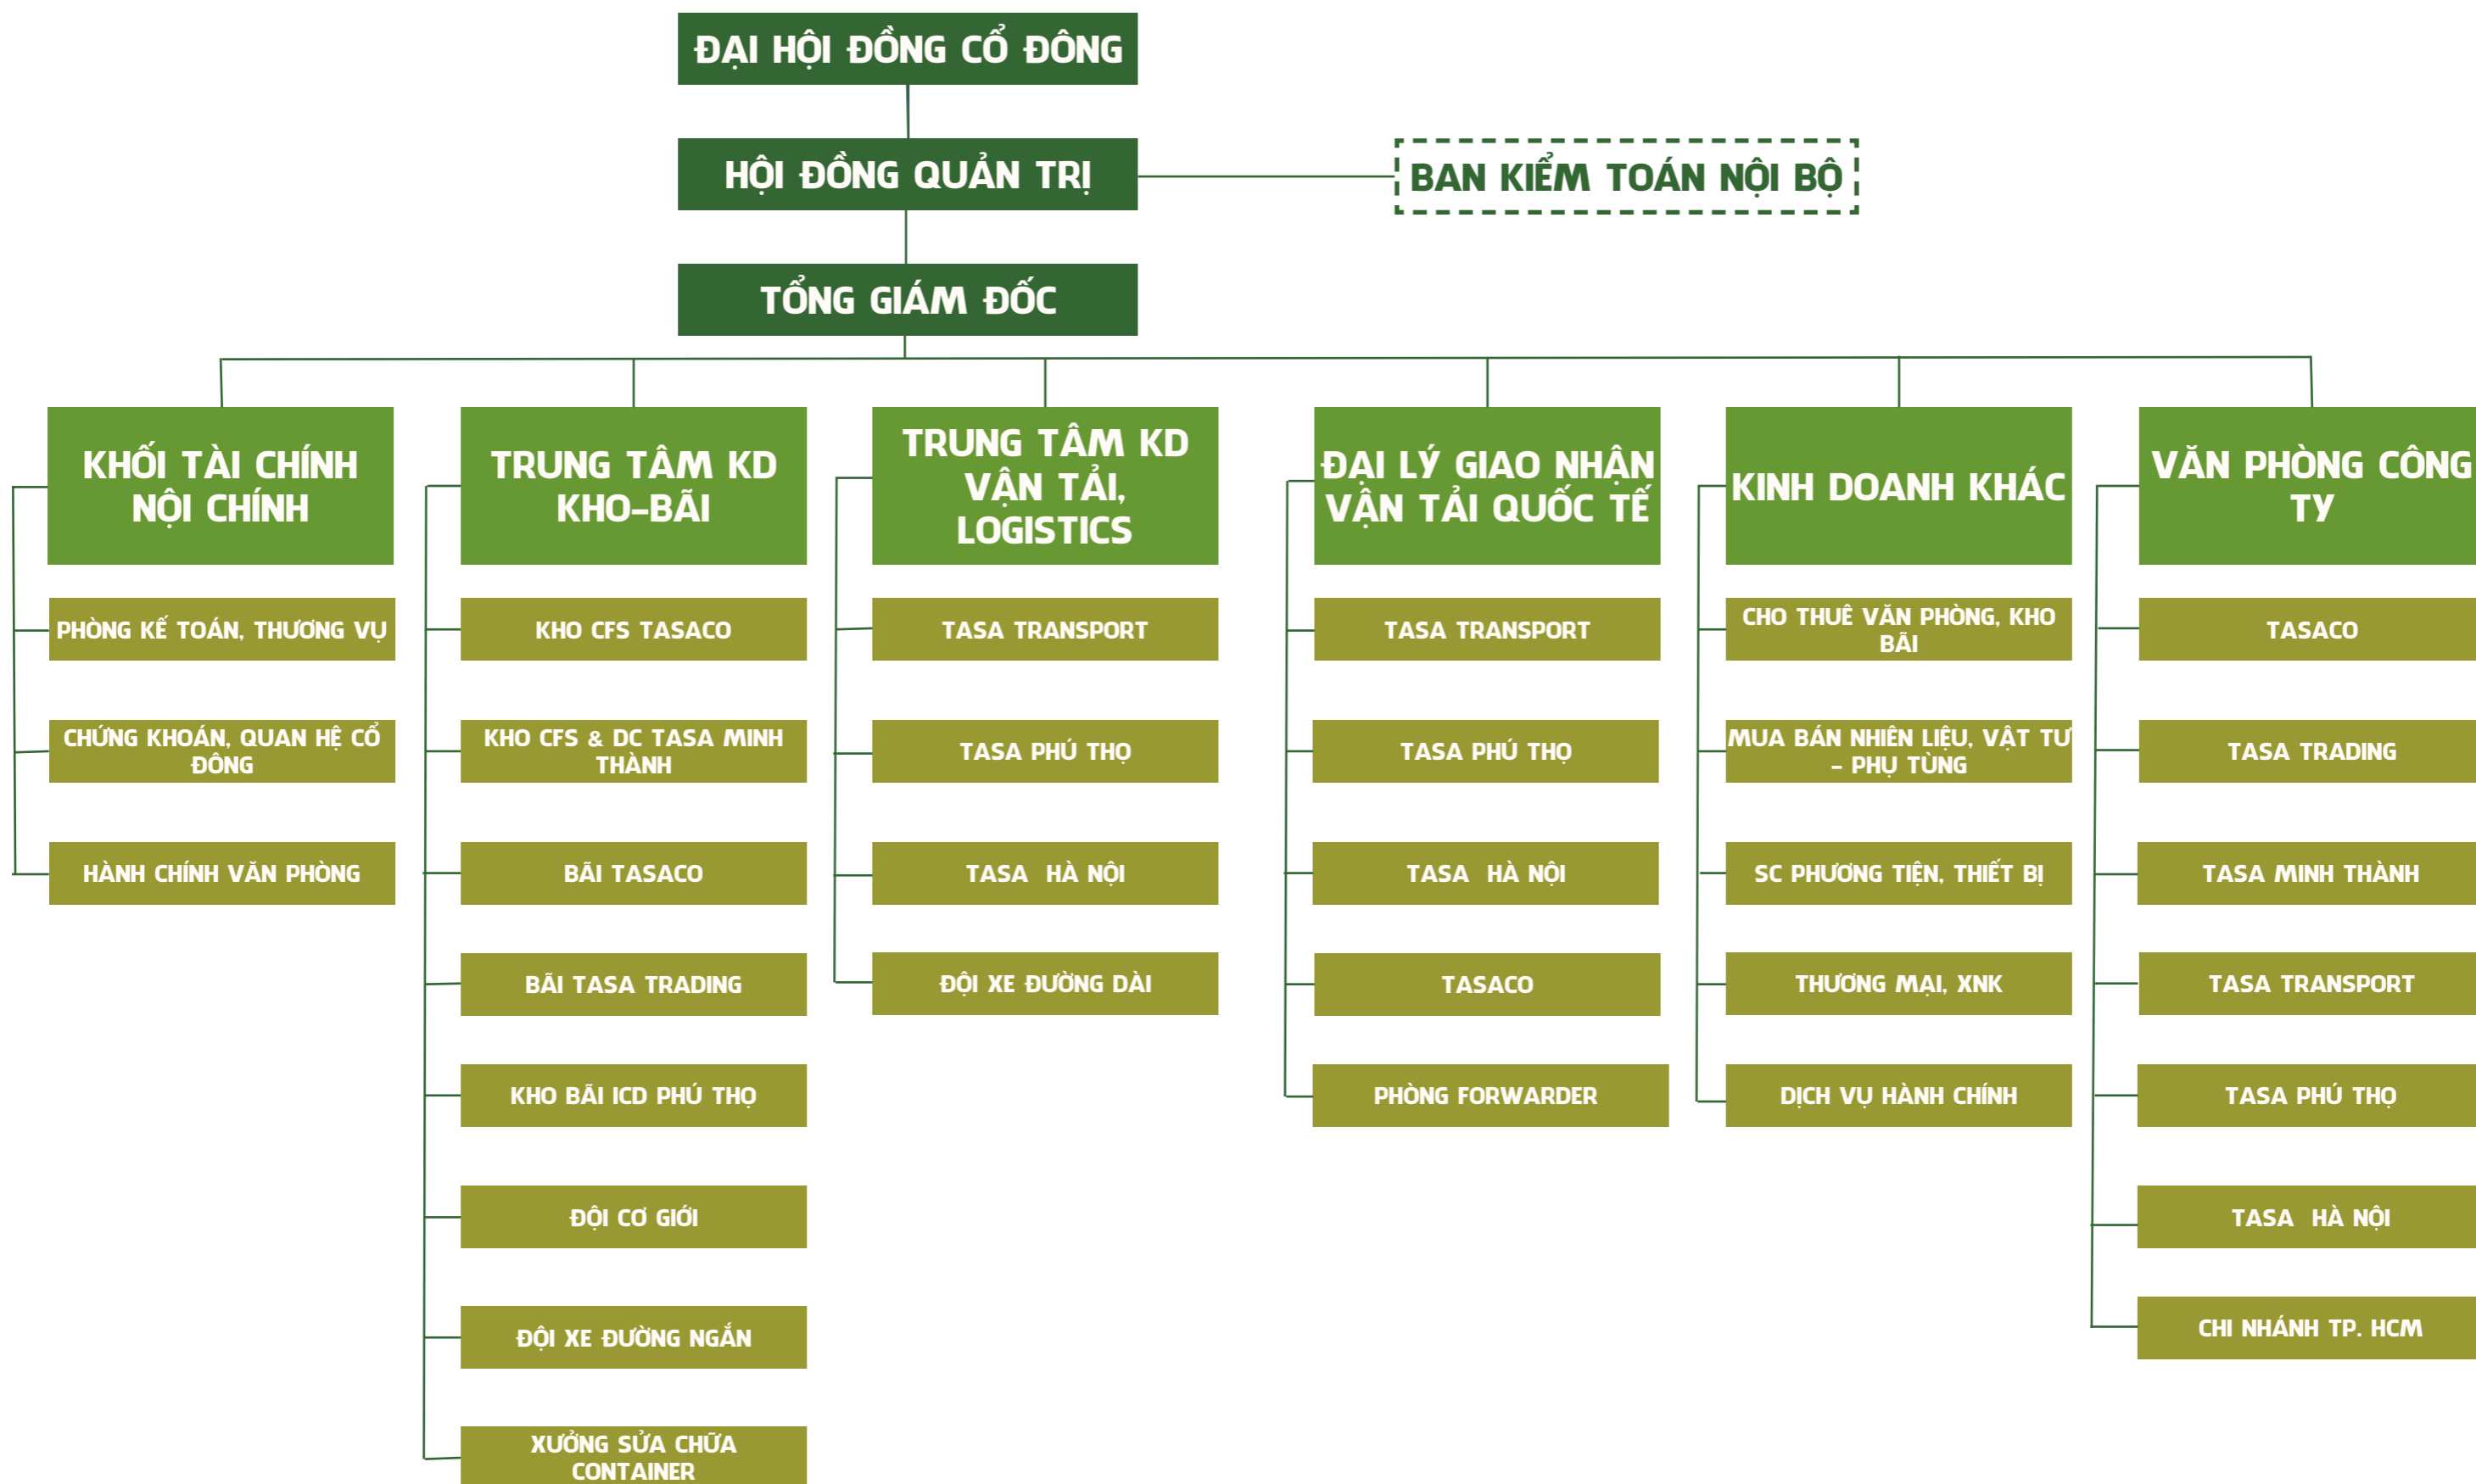 ĐẠI HỘI ĐỒNG CỔ ĐÔNG
HỘI ĐỒNG QUẢN TRỊ
BAN KIỂM TOÁN NỘI BỘ
TỔNG GIÁM ĐỐC
KHỐI TÀI CHÍNH
NỘI CHÍNH
PHÒNG KẾ TOÁN, THƯƠNG VỤ
CHỨNG KHOÁN, QUAN HỆ CỔ
ĐÔNG
HÀNH CHÍNH VĂN PHÒNG
TRUNG TÂM KD
KHO-BÃI
KHO CFS TASACO
KHO CFS & DC TASA MINH
THÀNH
BÃI TASACO
BÃI TASA TRADING
KHO BÃI ICD PHÚ THỌ
ĐỘI CƠ GIỚI
ĐỘI XE ĐƯỜNG NGẮN
XƯỞNG SỬA CHỮA
CONTAINER
TRUNG TÂM KD
VẬN TẢI,
LOGISTICS
TASA TRANSPORT
TASA PHÚ THỌ
TASA HÀ NỘI
ĐỘI XE ĐƯỜNG DÀI
ĐẠI LÝ GIAO NHẬN
VẬN TẢI QUỐC TẾ
TASA TRANSPORT
TASA PHÚ THỌ
TASA HÀ NỘI
TASACO
PHÒNG FORWARDER
KINH DOANH KHÁC
CHO THUÊ VĂN PHÒNG, KHO
BÃI
MUA BÁN NHIÊN LIỆU, VẬT TƯ
- PHỤ TÙNG
SC PHƯƠNG TIỆN, THIẾT BỊ
THƯƠNG MẠI, XNK
DỊCH VỤ HÀNH CHÍNH
VĂN PHÒNG CÔNG
TY
TASACO
TASA TRADING
TASA MINH THÀNH
TASA TRANSPORT
TASA PHÚ THỌ
TASA HÀ NỘI
CHI NHÁNH TP. HCM